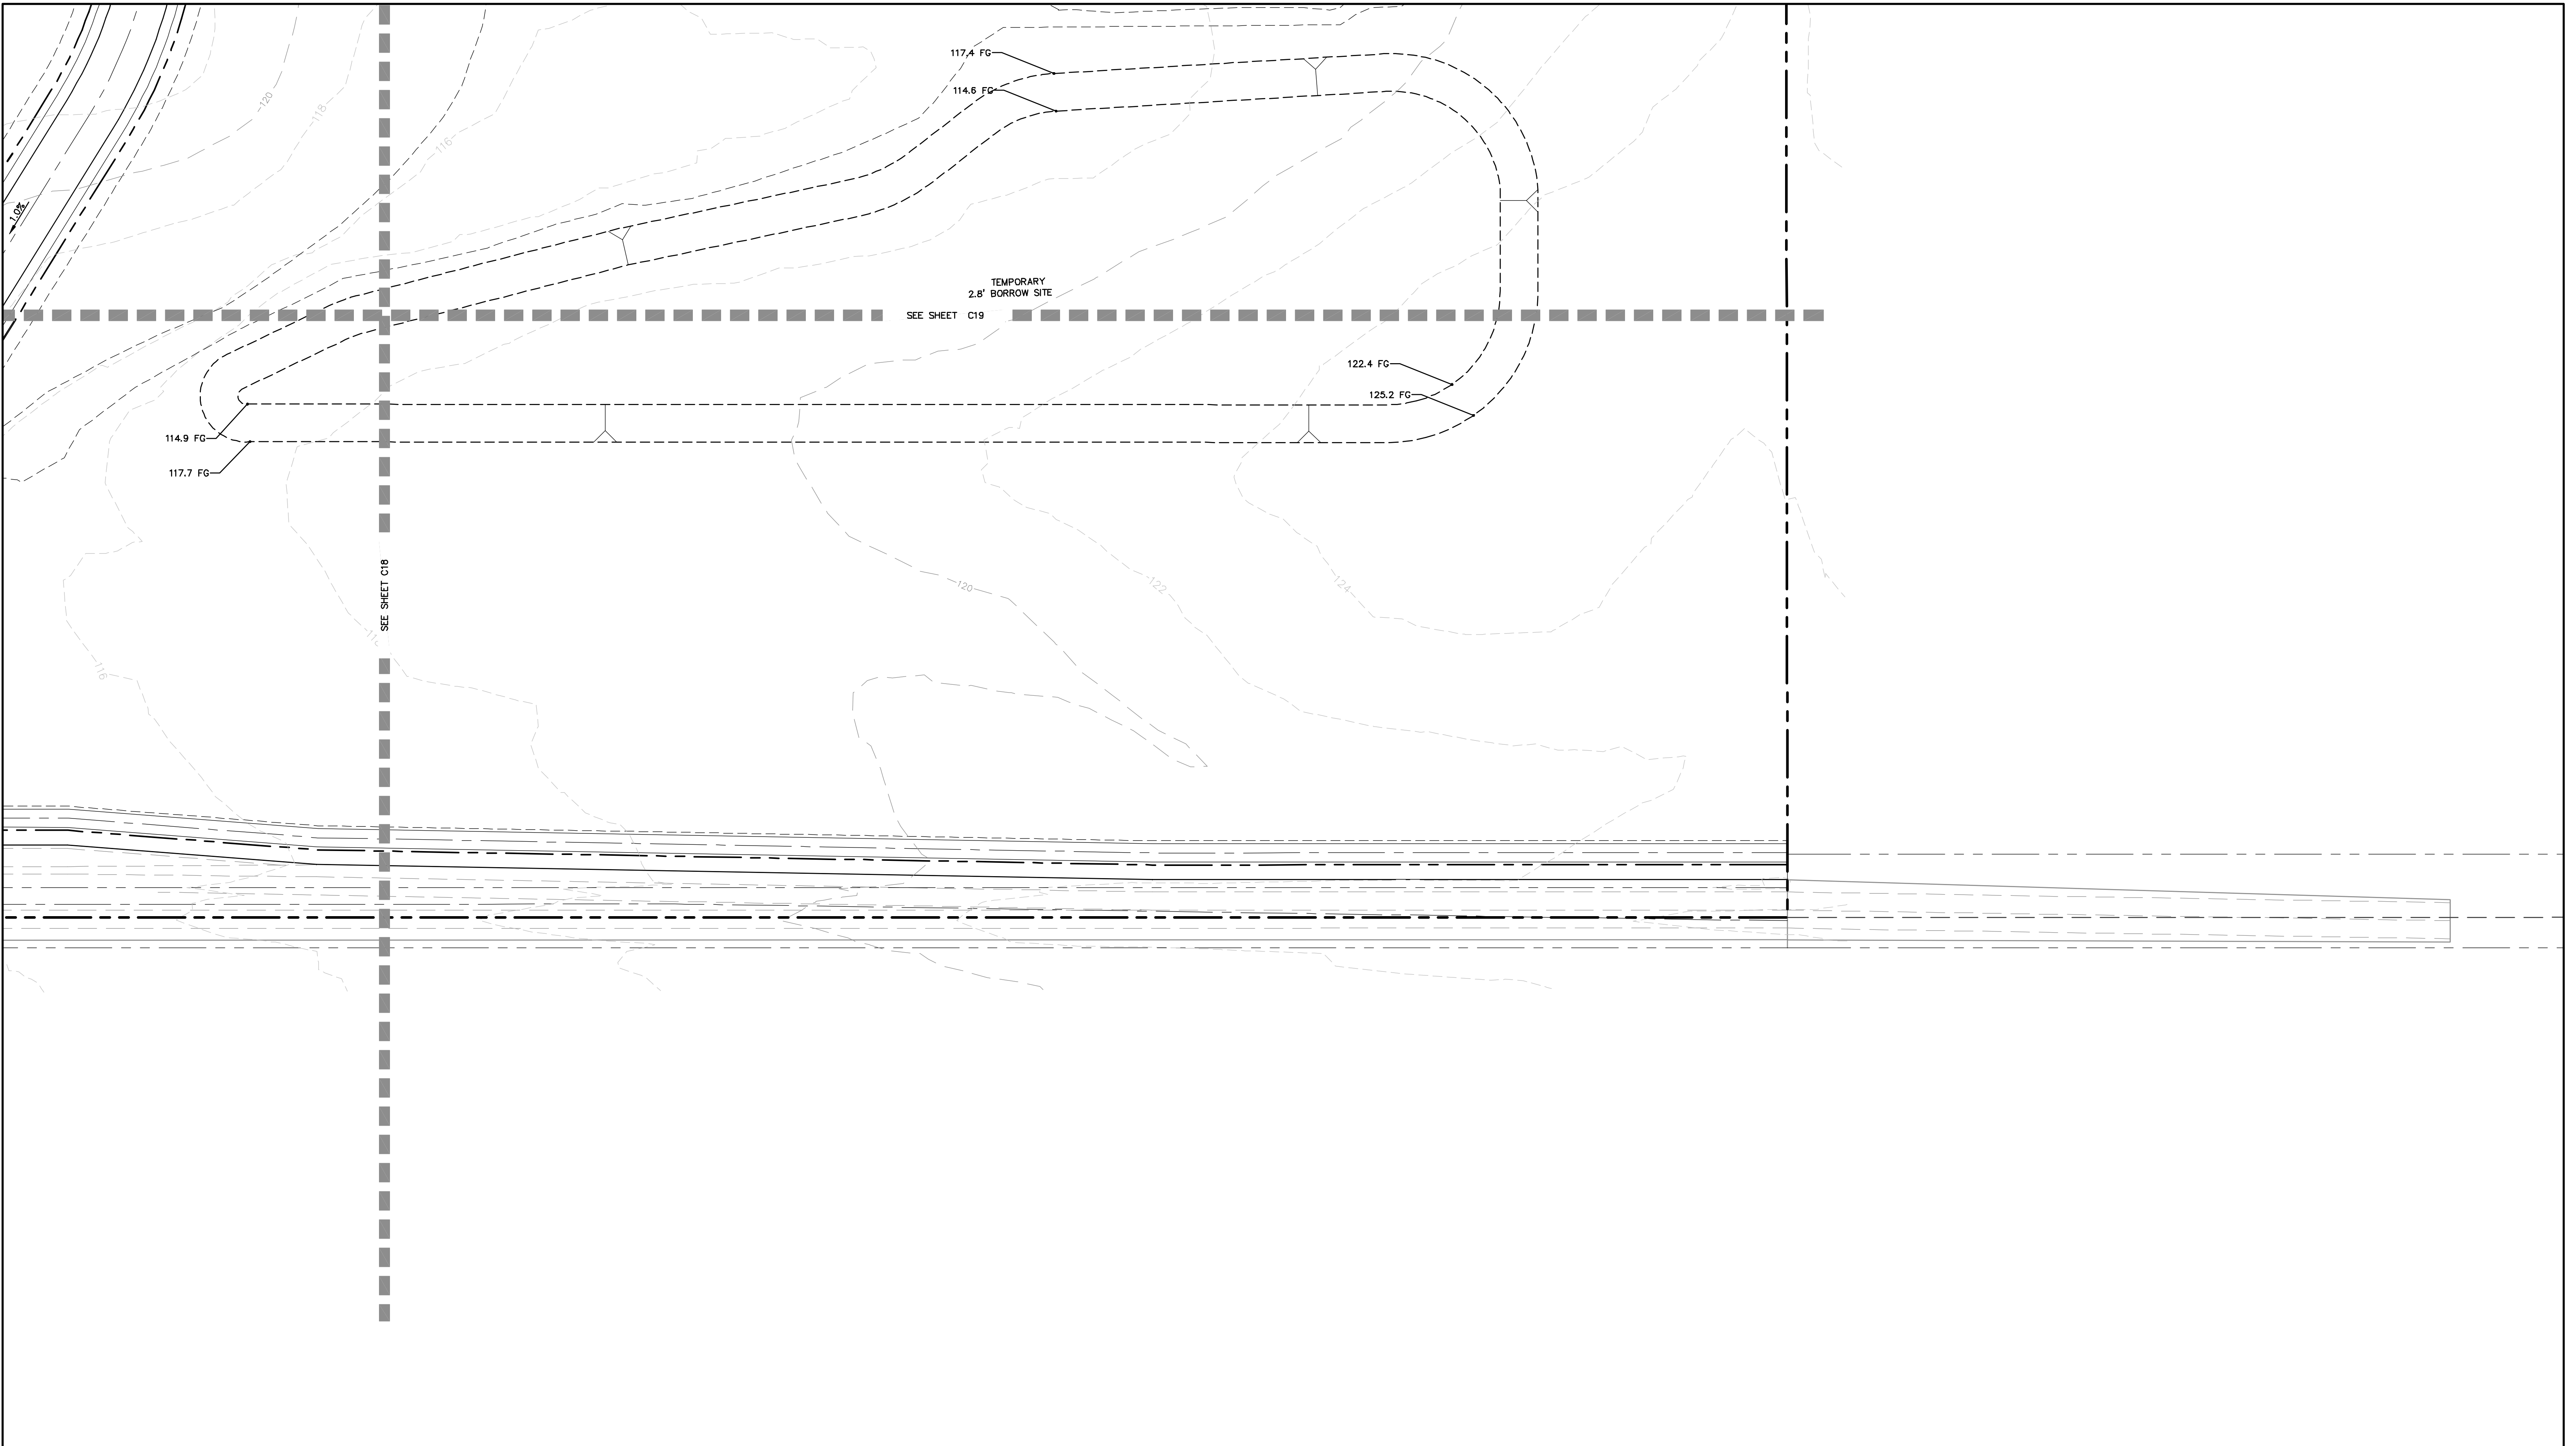 117.4 FG
114.6 FG
120
118
116
1.0%
TEMPORARY
2.8' BORROW SITE
SEE SHEET C19
122.4 FG
125.2 FG
114.9 FG
117.7 FG
SEE SHEET C18
120
122
124
116